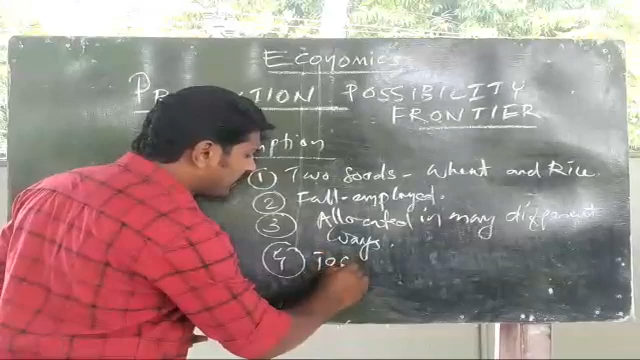 Economics
PRODUCTION POSSIBILITY
FRONTIER
mption
① Two goods - wheat and Rice.
② Full-employed.
③ Allocated in many different
ways.
④ Tec